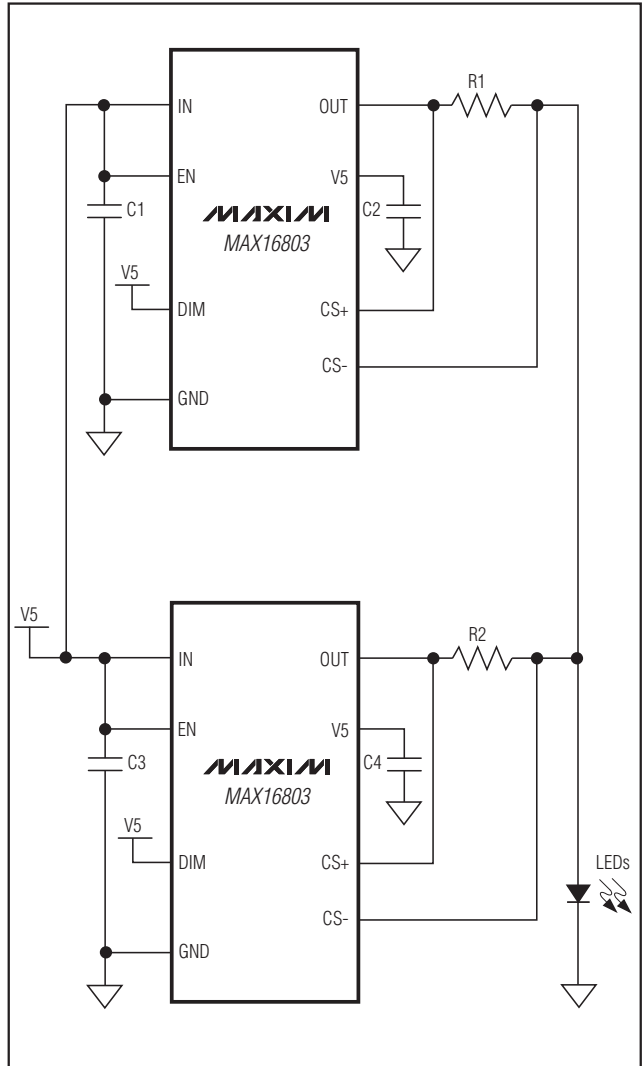 R1
IN
OUT
EN
V5
C1
MAXIM
C2
MAX16803
V5
DIM
CS+
CS-
GND
V5
R2
IN
OUT
EN
V5
C3
MAXIM
C4
MAX16803
V5
DIM
CS+
LEDs
CS-
GND